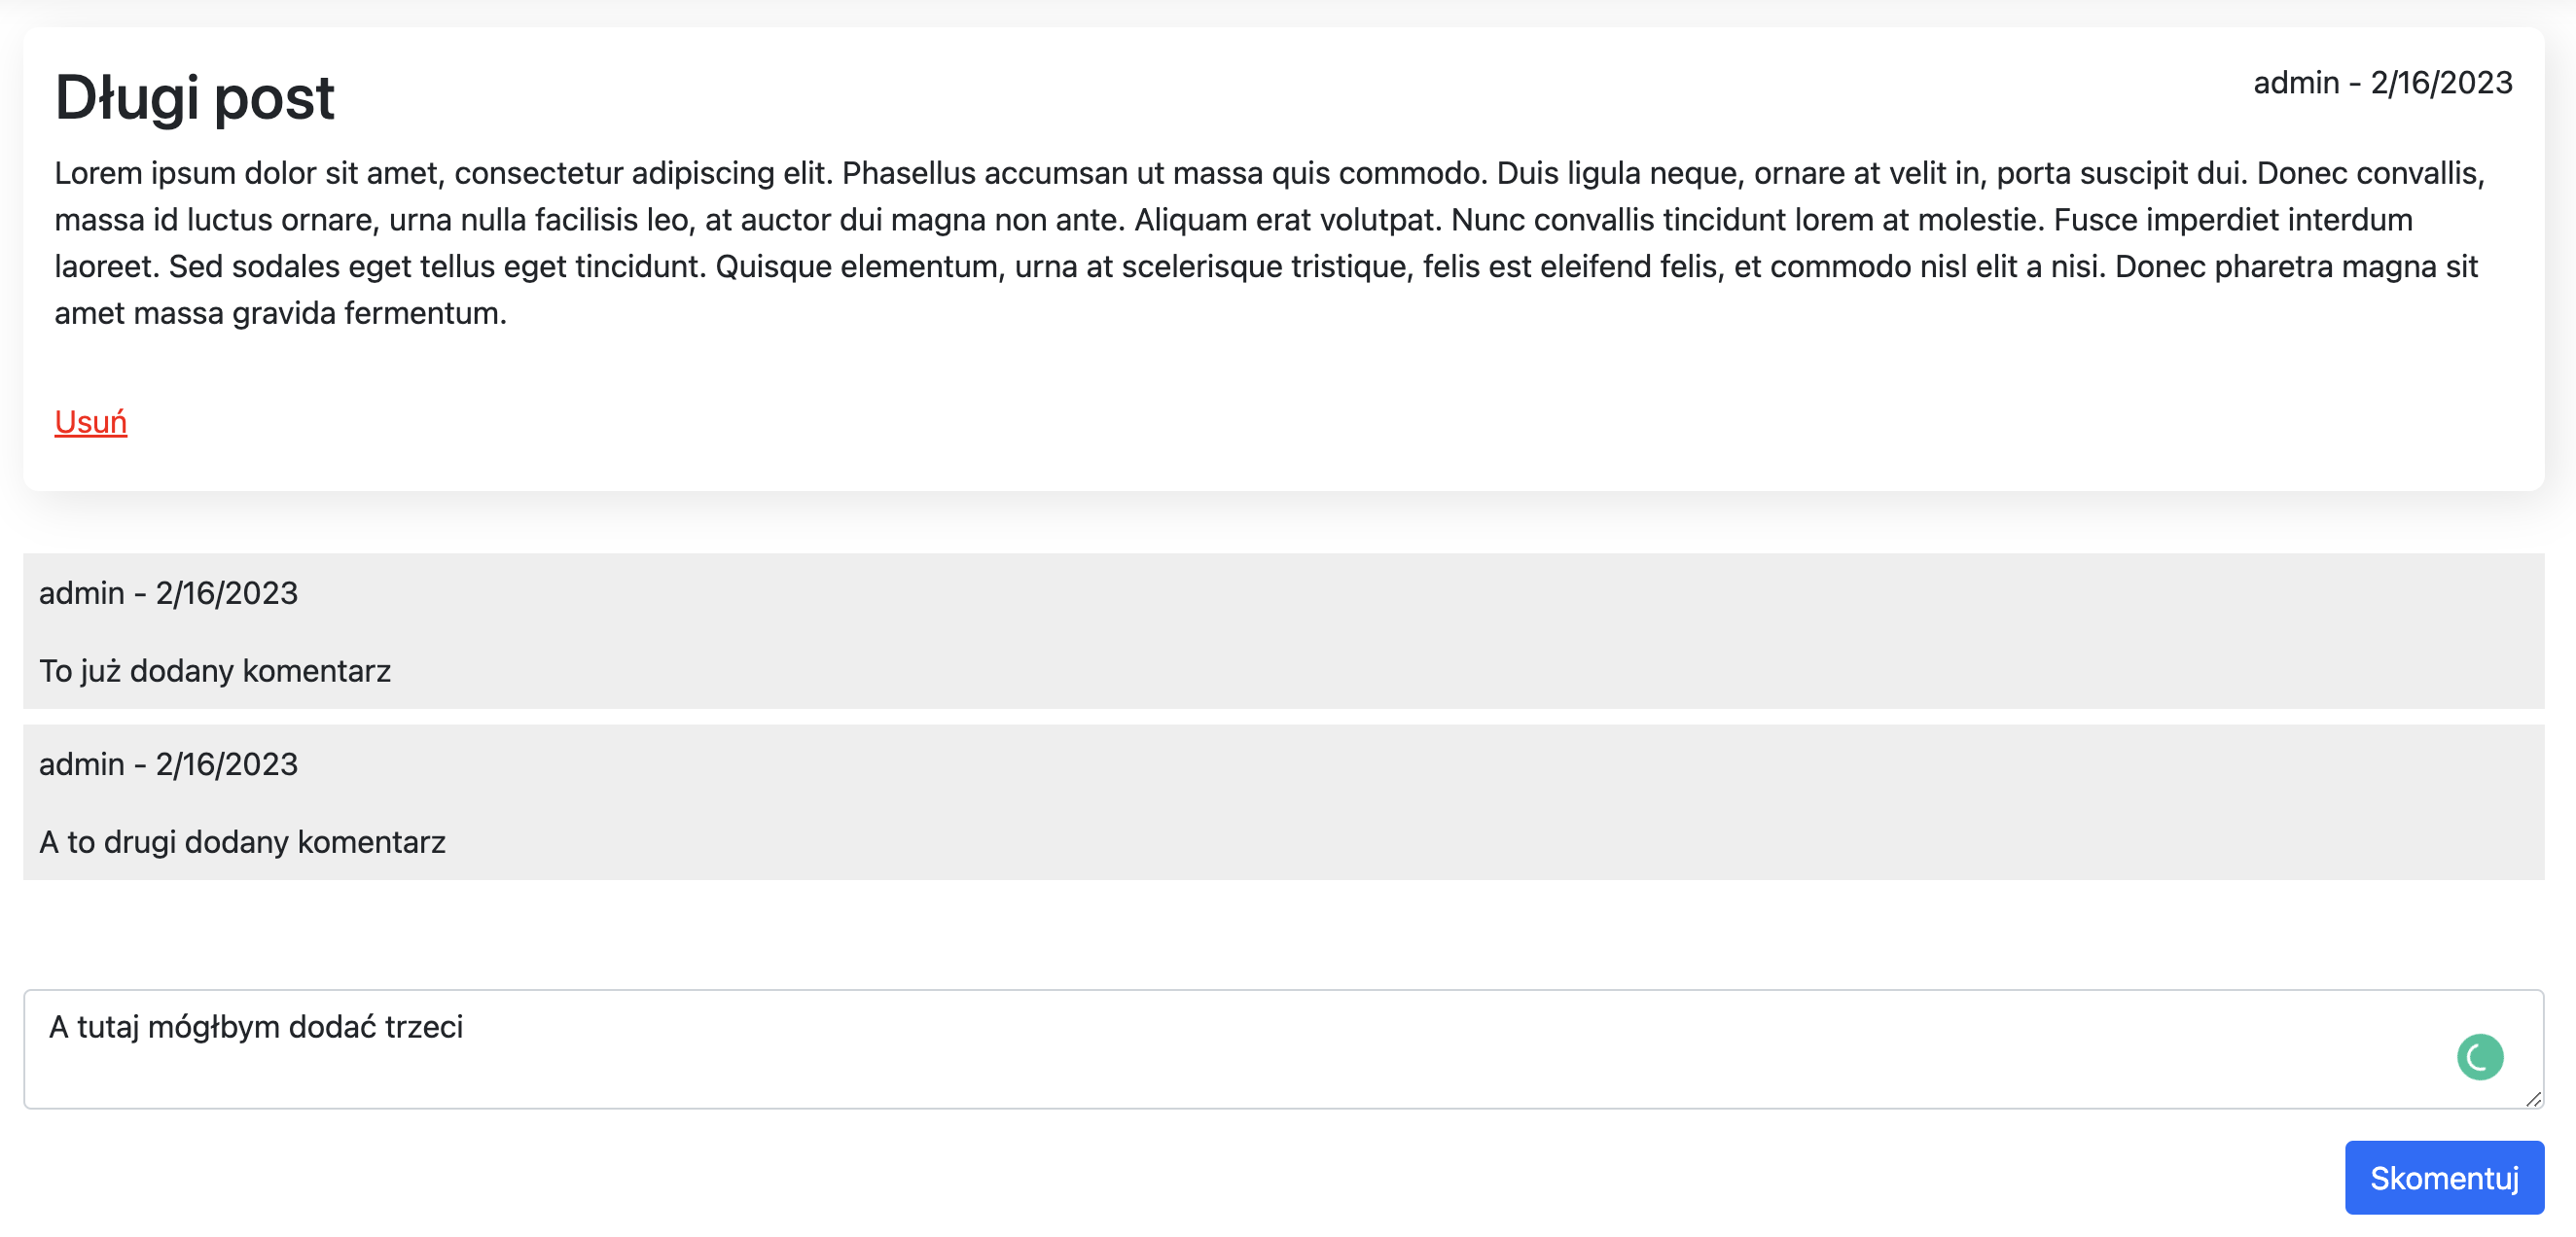 Długi post
admin - 2/16/2023
Lorem ipsum dolor sit amet, consectetur adipiscing elit. Phasellus accumsan ut massa quis commodo. Duis ligula neque, ornare at velit in, porta suscipit dui. Donec convallis,
massa id luctus ornare, urna nulla facilisis leo, at auctor dui magna non ante. Aliquam erat volutpat. Nunc convallis tincidunt lorem at molestie. Fusce imperdiet interdum
laoreet. Sed sodales eget tellus eget tincidunt. Quisque elementum, urna at scelerisque tristique, felis est eleifend felis, et commodo nisl elit a nisi. Donec pharetra magna sit
amet massa gravida fermentum.
Usuń
admin - 2/16/2023
To już dodany komentarz
admin - 2/16/2023
A to drugi dodany komentarz
A tutaj mógłbym dodać trzeci
Skomentuj